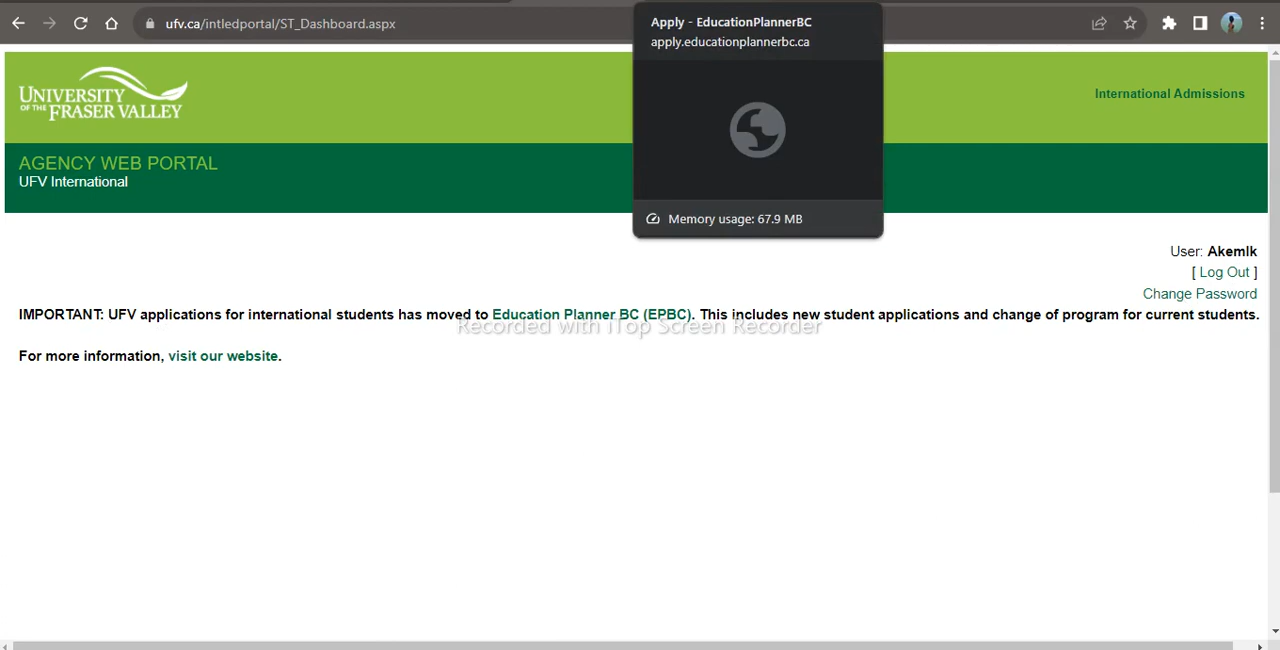 ufv.ca/intledportal/ST_Dashboard.aspx
Apply - EducationPlannerBC
apply.educationplannerbc.ca
Memory usage: 67.9 MB
UNIVERSITY
OF THE FRASER VALLEY
International Admissions
AGENCY WEB PORTAL
UFV International
User: Akemlk
[ Log Out ]
Change Password
IMPORTANT: UFV applications for international students has moved to Education Planner BC (EPBC). This includes new student applications and change of program for current students.
Recorded with iTop Screen Recorder
For more information, visit our website.